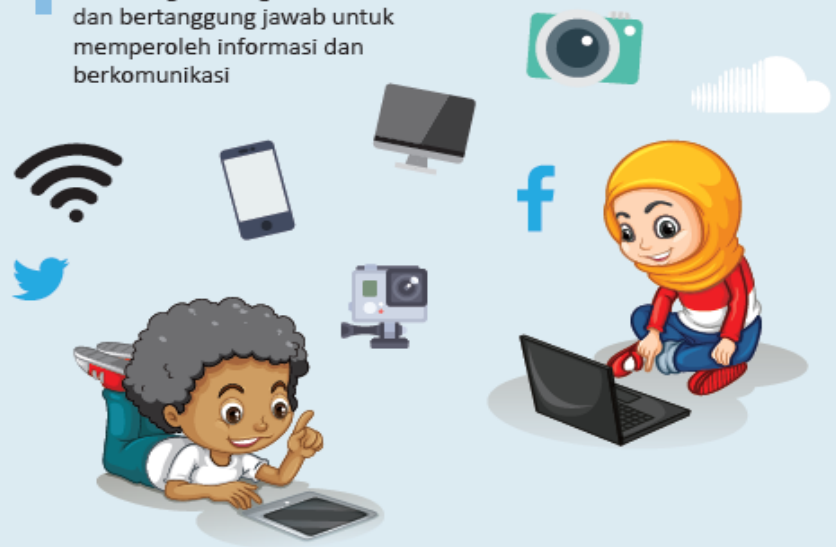 dan bertanggung jawab untuk
memperoleh informasi dan
berkomunikasi